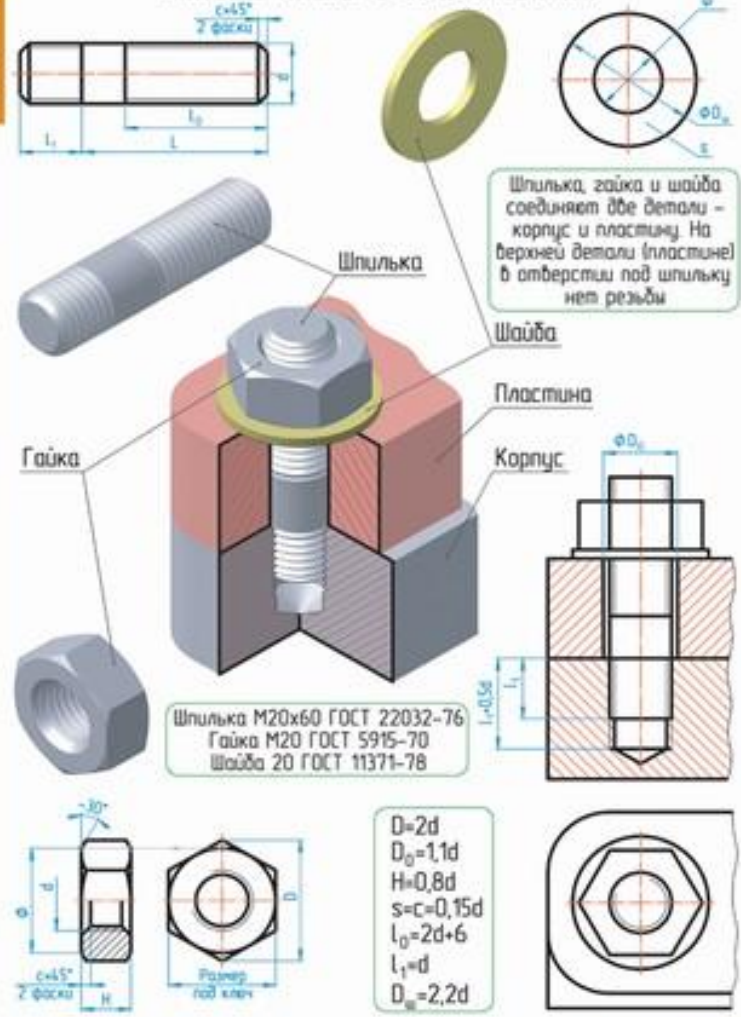 c×45°
2 фаски
d
l₁
l₀
L
ΦDш
s
Шпилька, гайка и шайба
соединяют две детали –
корпус и пластину. На
верхней детали (пластине)
в отверстии под шпильку
нет резьбы
Шпилька
Шайба
Пластина
Гайка
Корпус
ΦD₀
l₁+0,5d
l₁
Шпилька М20х60 ГОСТ 22032-76
Гайка М20 ГОСТ 5915-70
Шайба 20 ГОСТ 11371-78
30°
Φ
d
D
c×45°
2 фаски
H
Размер
под ключ
D=2d
D₀=1,1d
H=0,8d
s=c=0,15d
l₀=2d+6
l₁=d
Dш=2,2d